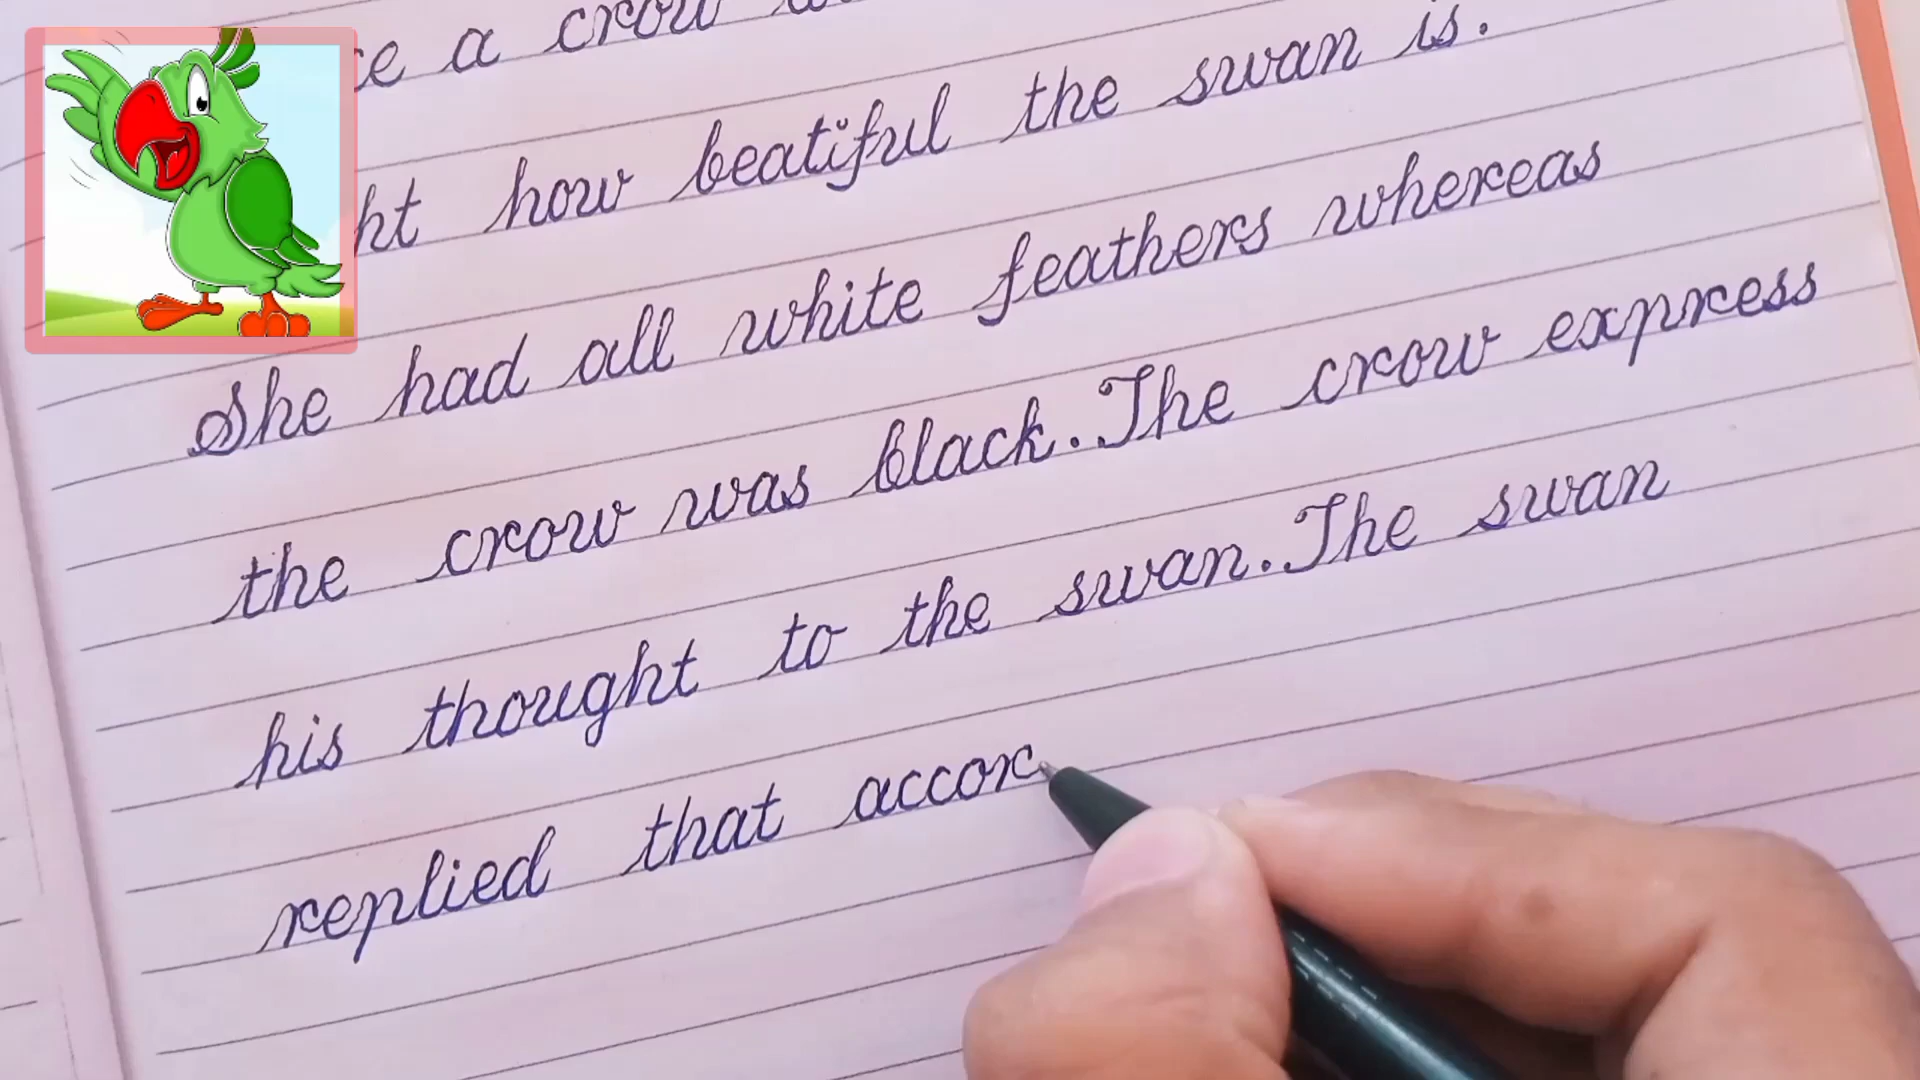 a crow
how beatiful the swan is.
She had all white feathers whereas
the crow was black. The crow express
his thought to the swan. The swan
replied that accor